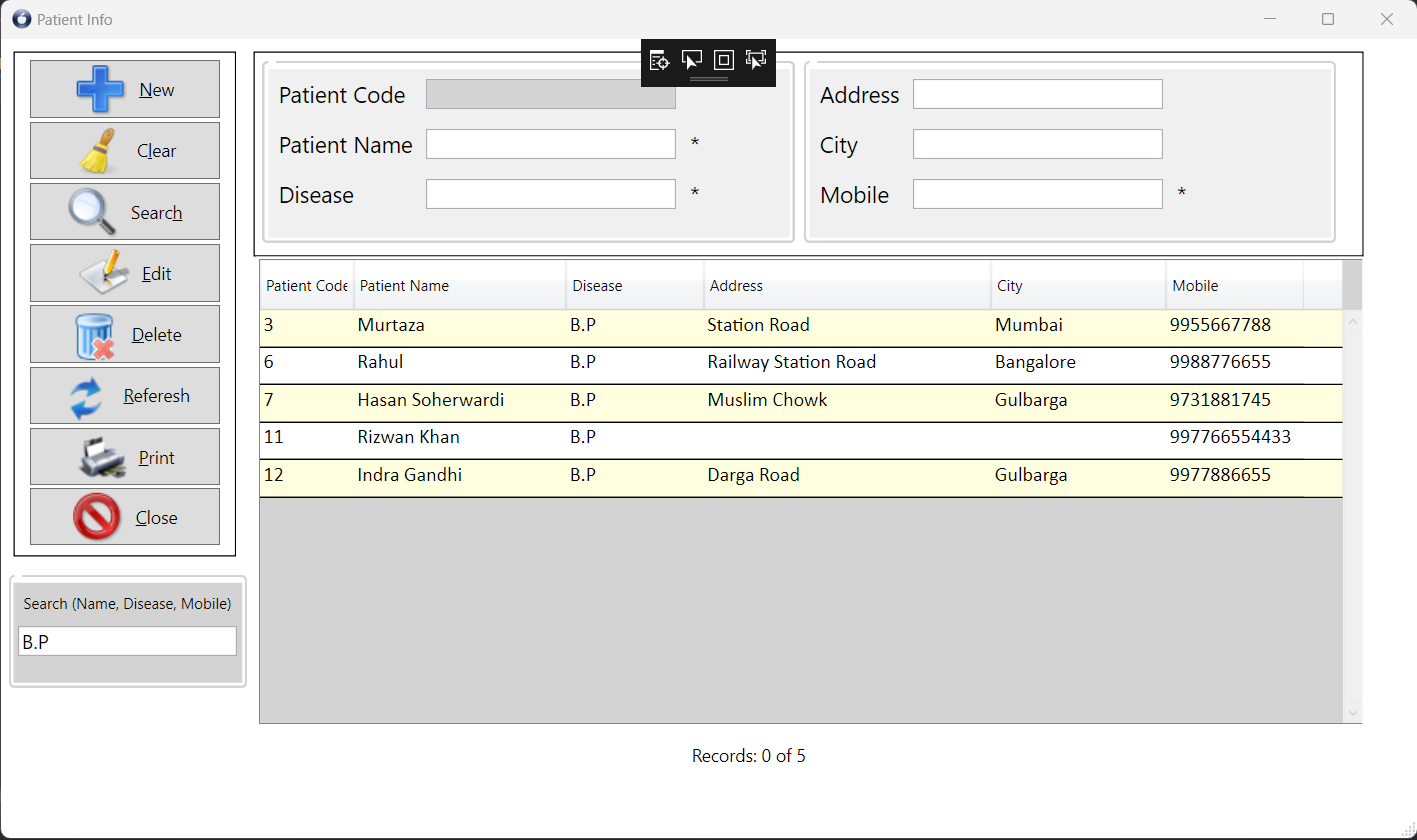 Patient Info
New
Clear
Search
Edit
Delete
Referesh
Print
Close
Search (Name, Disease, Mobile)
B.P
Patient Code
Patient Name *
Disease *
Address
City
Mobile *
Patient Code Patient Name Disease Address City Mobile
3 Murtaza B.P Station Road Mumbai 9955667788
6 Rahul B.P Railway Station Road Bangalore 9988776655
7 Hasan Soherwardi B.P Muslim Chowk Gulbarga 9731881745
11 Rizwan Khan B.P 997766554433
12 Indra Gandhi B.P Darga Road Gulbarga 9977886655
Records: 0 of 5